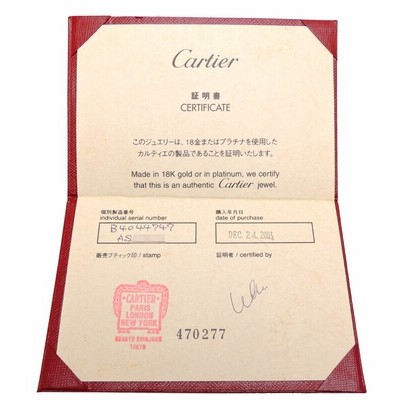 Cartier
証明書
CERTIFICATE
このジュエリーは、18金またはプラチナを使用した
カルティエの製品であることを証明いたします。
Made in 18K gold or in platinum, we certify
that this is an authentic Cartier jewel.
個別製造番号
individual serial number
B4044747
AS
購入年月日
date of purchase
DEC. 24, 2001
販売ブティック印 / stamp
証明者 / certified by
CARTIER
PARIS
LONDON
NEW YORK
TOKYO
470277